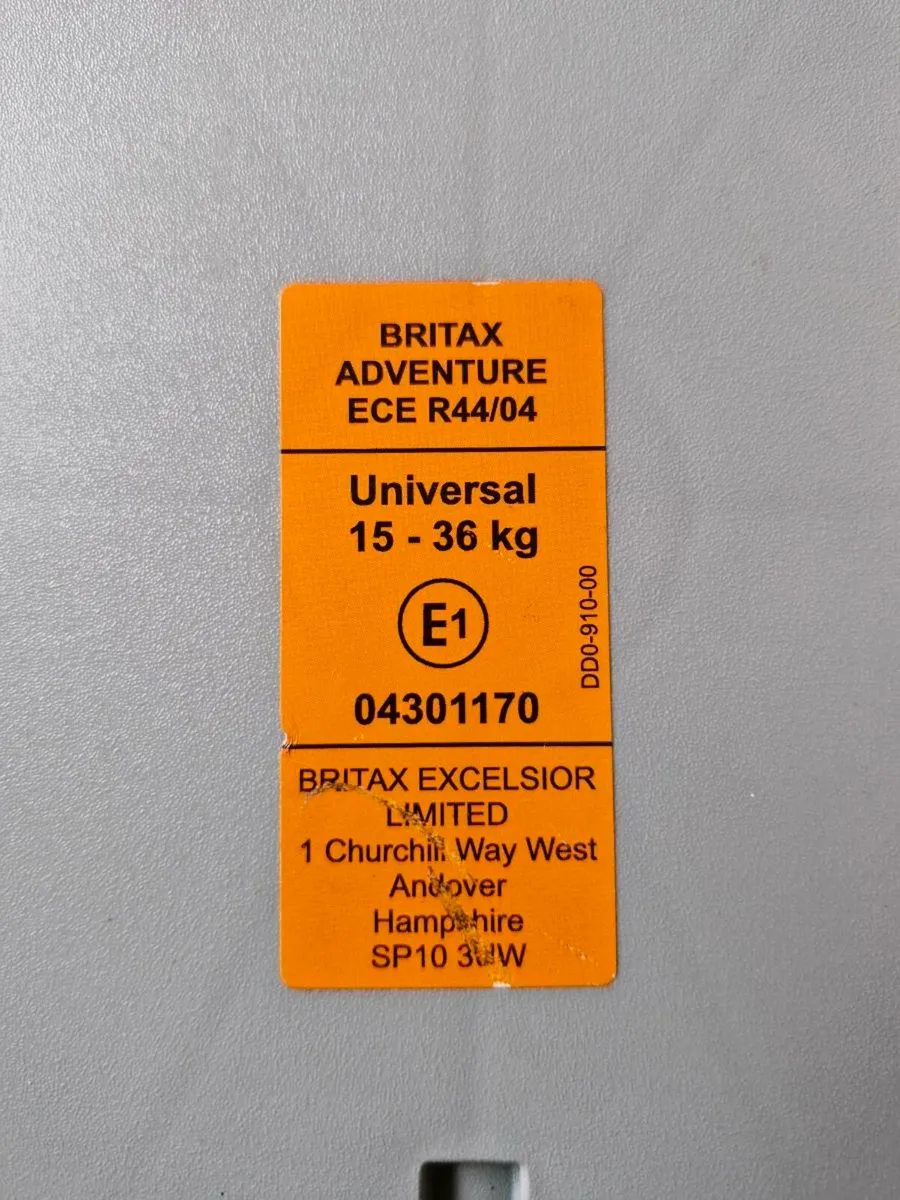 BRITAX
ADVENTURE
ECE R44/04
Universal
15 - 36 kg
E1
04301170
DD0-910-00
BRITAX EXCELSIOR
LIMITED
1 Churchill Way West
Andover
Hampshire
SP10